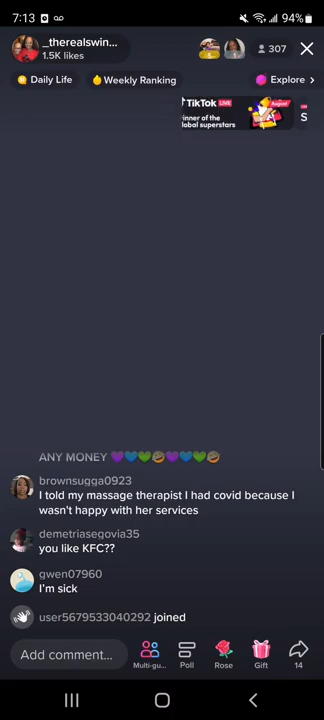 7:13
94%
_therealswin...
1.5K likes
307
Daily Life
Weekly Ranking
Explore
TikTok LIVE August
inner of the
lobal superstars
S
ANY MONEY
brownsugga0923
I told my massage therapist I had covid because I
wasn't happy with her services
demetriasegovia35
you like KFC??
gwen07960
I'm sick
user5679533040292 joined
Add comment...
Multi-gu...
Poll
Rose
Gift
14